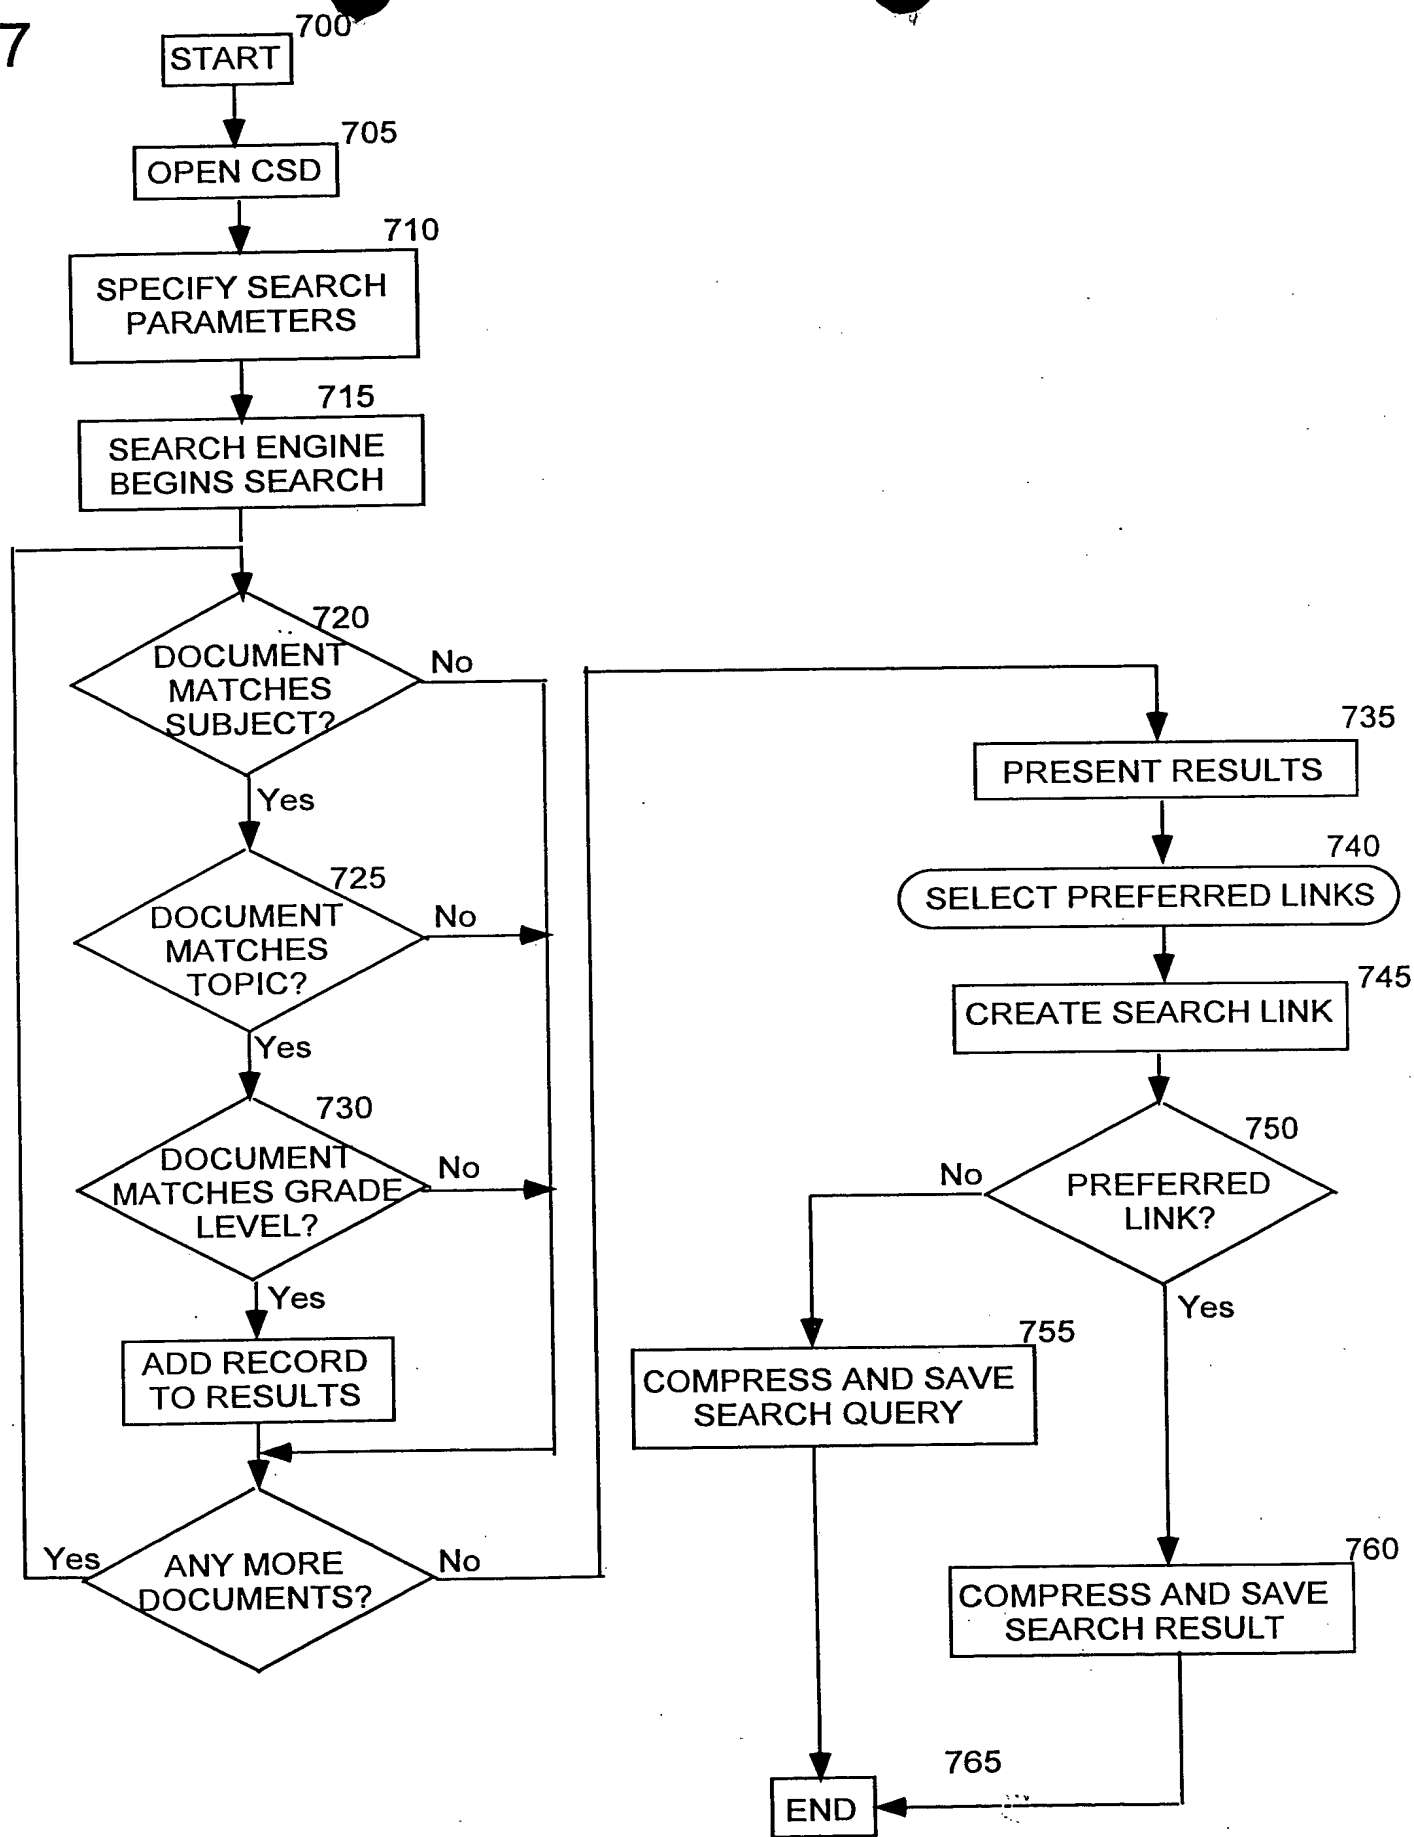 7
700
START
705
OPEN CSD
710
SPECIFY SEARCH
PARAMETERS
715
SEARCH ENGINE
BEGINS SEARCH
720
DOCUMENT
MATCHES
SUBJECT?
No
Yes
725
DOCUMENT
MATCHES
TOPIC?
No
Yes
730
DOCUMENT
MATCHES GRADE
LEVEL?
No
Yes
ADD RECORD
TO RESULTS
Yes
ANY MORE
DOCUMENTS?
No
735
PRESENT RESULTS
740
SELECT PREFERRED LINKS
745
CREATE SEARCH LINK
750
PREFERRED
LINK?
No
Yes
755
COMPRESS AND SAVE
SEARCH QUERY
760
COMPRESS AND SAVE
SEARCH RESULT
765
END